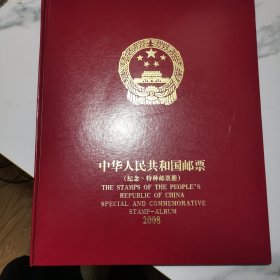 中华人民共和国邮票
（纪念·特种邮票册）
THE STAMPS OF THE PEOPLE'S
REPUBLIC OF CHINA
SPECIAL AND COMMEMORATIVE
STAMP-ALBUM
2008